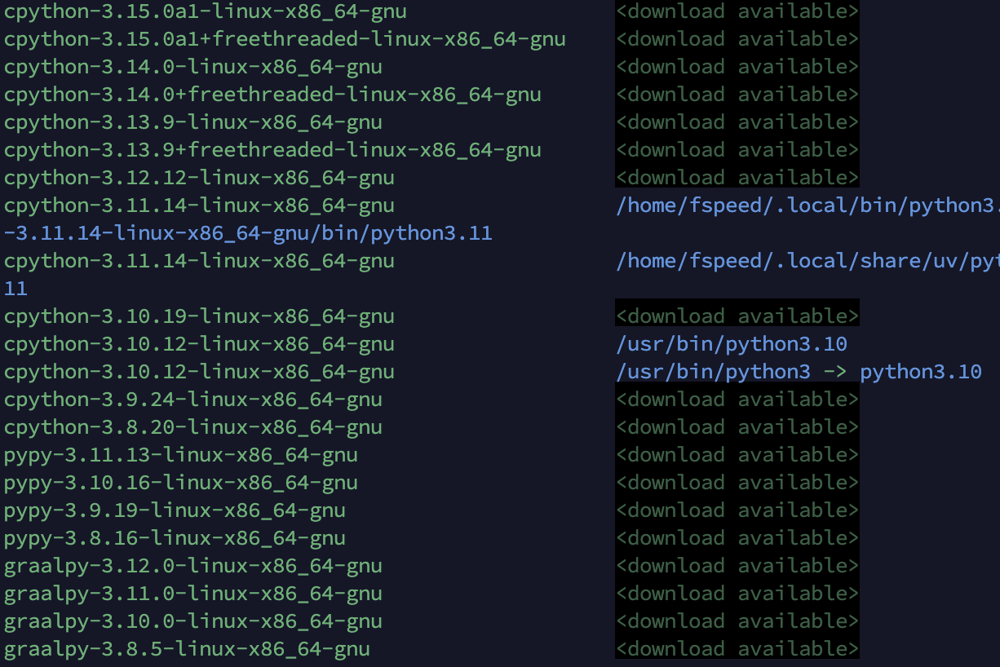 cpython-3.15.0a1-linux-x86_64-gnu <download available>
cpython-3.15.0a1+freethreaded-linux-x86_64-gnu <download available>
cpython-3.14.0-linux-x86_64-gnu <download available>
cpython-3.14.0+freethreaded-linux-x86_64-gnu <download available>
cpython-3.13.9-linux-x86_64-gnu <download available>
cpython-3.13.9+freethreaded-linux-x86_64-gnu <download available>
cpython-3.12.12-linux-x86_64-gnu <download available>
cpython-3.11.14-linux-x86_64-gnu /home/fspeed/.local/bin/python3.
-3.11.14-linux-x86_64-gnu/bin/python3.11
cpython-3.11.14-linux-x86_64-gnu /home/fspeed/.local/share/uv/pyt
11
cpython-3.10.19-linux-x86_64-gnu <download available>
cpython-3.10.12-linux-x86_64-gnu /usr/bin/python3.10
cpython-3.10.12-linux-x86_64-gnu /usr/bin/python3 -> python3.10
cpython-3.9.24-linux-x86_64-gnu <download available>
cpython-3.8.20-linux-x86_64-gnu <download available>
pypy-3.11.13-linux-x86_64-gnu <download available>
pypy-3.10.16-linux-x86_64-gnu <download available>
pypy-3.9.19-linux-x86_64-gnu <download available>
pypy-3.8.16-linux-x86_64-gnu <download available>
graalpy-3.12.0-linux-x86_64-gnu <download available>
graalpy-3.11.0-linux-x86_64-gnu <download available>
graalpy-3.10.0-linux-x86_64-gnu <download available>
graalpy-3.8.5-linux-x86_64-gnu <download available>